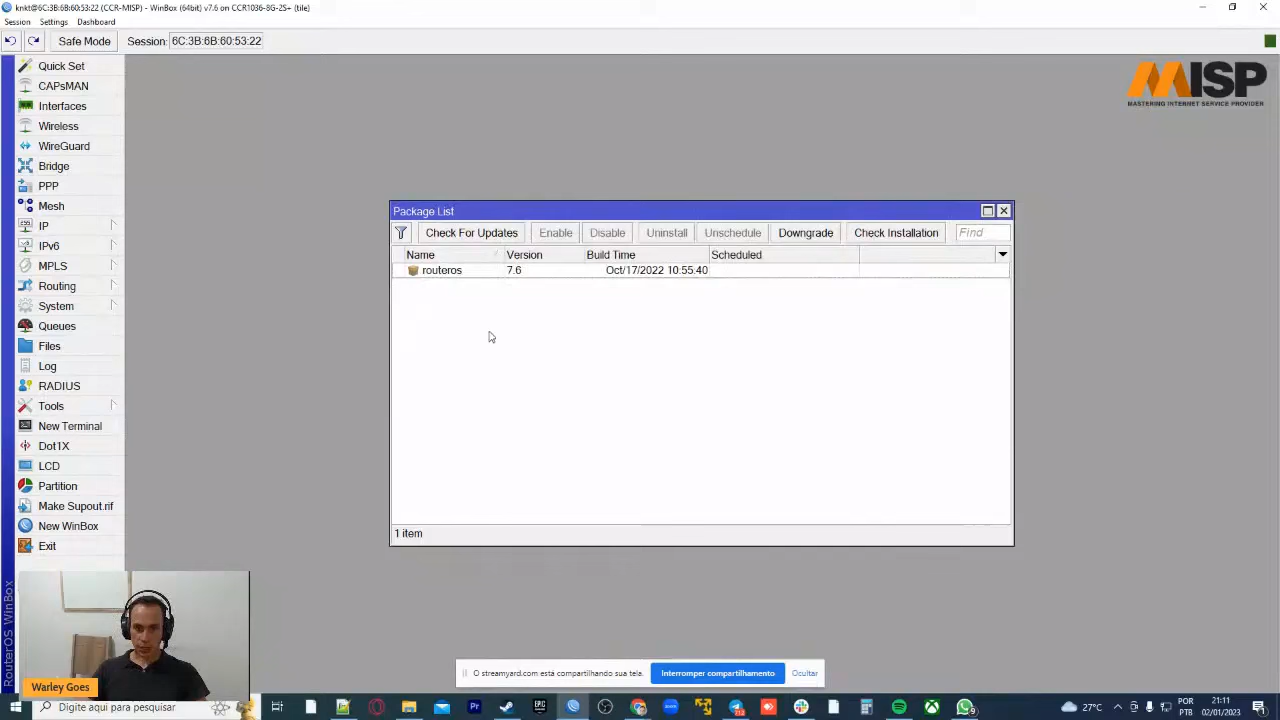 knkt@6C:3B:6B:60:53:22 (CCR-MISP) - WinBox (64bit) v7.6 on CCR1036-8G-2S+ (tile)
Session Settings Dashboard
Safe Mode Session: 6C:3B:6B:60:53:22
Quick Set
CAPsMAN
Interfaces
Wireless
WireGuard
Bridge
PPP
Mesh
IP
IPv6
MPLS
Routing
System
Queues
Files
Log
RADIUS
Tools
New Terminal
Dot1X
LCD
Partition
Make Supout.rif
New WinBox
Exit
RouterOS WinBox
MISP
MASTERING INTERNET SERVICE PROVIDER
Package List
Check For Updates Enable Disable Uninstall Unschedule Downgrade Check Installation Find
Name Version Build Time Scheduled
routeros 7.6 Oct/17/2022 10:55:40
1 item
Warley Goes
O streamyard.com está compartilhando sua tela. Interromper compartilhamento Ocultar
Digite aqui para pesquisar
27°C
POR
PTB
21:11
02/01/2023